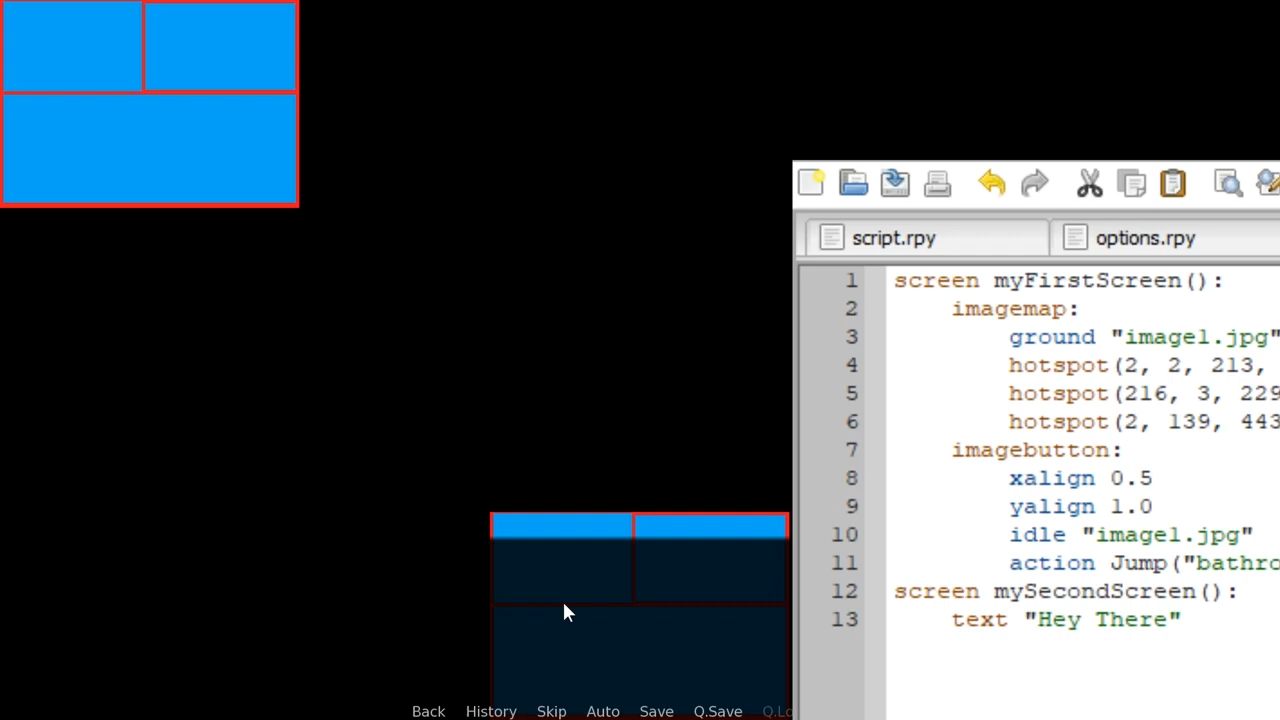 script.rpy
options.rpy
1 screen myFirstScreen():
2 imagemap:
3 ground "image1.jpg"
4 hotspot(2, 2, 213,
5 hotspot(216, 3, 229
6 hotspot(2, 139, 443
7 imagebutton:
8 xalign 0.5
9 yalign 1.0
10 idle "image1.jpg"
11 action Jump("bathro
12 screen mySecondScreen():
13 text "Hey There"
Back History Skip Auto Save Q.Save Q.Lo